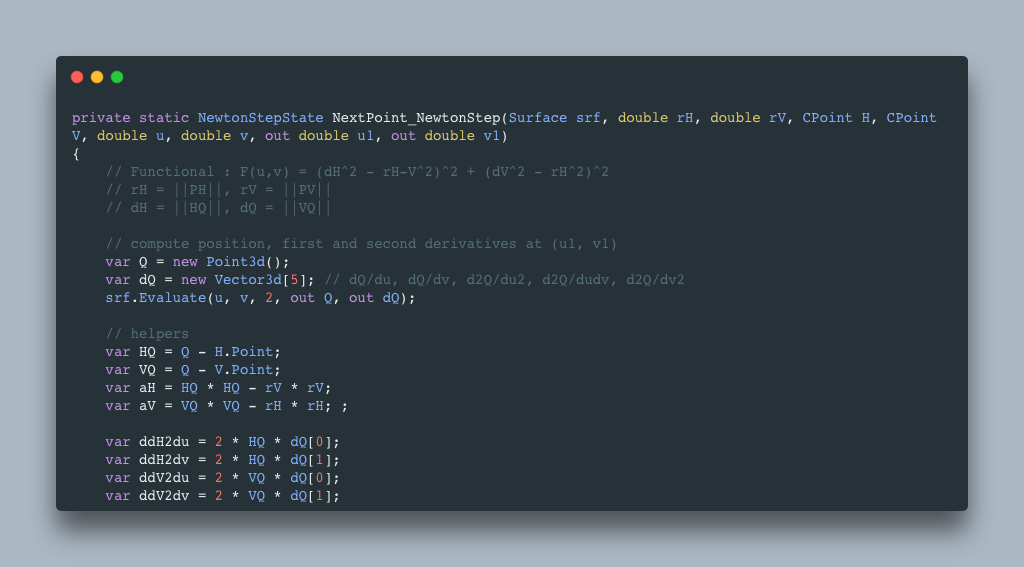 private static NewtonStepState NextPoint_NewtonStep(Surface srf, double rH, double rV, CPoint H, CPoint
V, double u, double v, out double u1, out double v1)
{
    // Functional : F(u,v) = (dH^2 - rH-V^2)^2 + (dV^2 - rH^2)^2
    // rH = ||PH||, rV = ||PV||
    // dH = ||HQ||, dQ = ||VQ||

    // compute position, first and second derivatives at (u1, v1)
    var Q = new Point3d();
    var dQ = new Vector3d[5]; // dQ/du, dQ/dv, d2Q/du2, d2Q/dudv, d2Q/dv2
    srf.Evaluate(u, v, 2, out Q, out dQ);

    // helpers
    var HQ = Q - H.Point;
    var VQ = Q - V.Point;
    var aH = HQ * HQ - rV * rV;
    var aV = VQ * VQ - rH * rH; ;

    var ddH2du = 2 * HQ * dQ[0];
    var ddH2dv = 2 * HQ * dQ[1];
    var ddV2du = 2 * VQ * dQ[0];
    var ddV2dv = 2 * VQ * dQ[1];